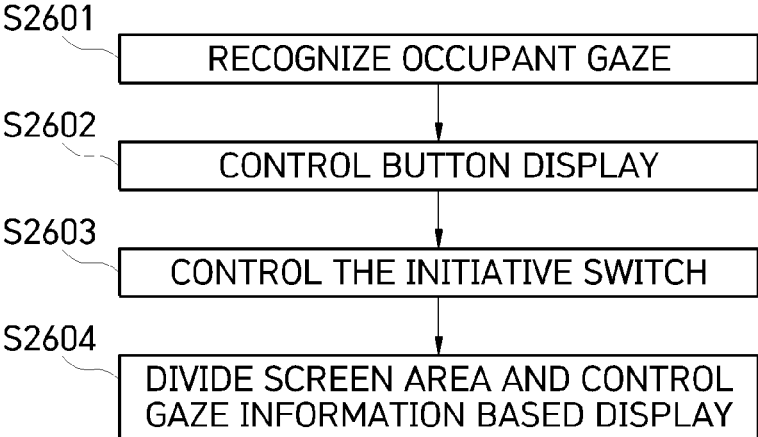 S2601
RECOGNIZE OCCUPANT GAZE
S2602
CONTROL BUTTON DISPLAY
S2603
CONTROL THE INITIATIVE SWITCH
S2604
DIVIDE SCREEN AREA AND CONTROL
GAZE INFORMATION BASED DISPLAY